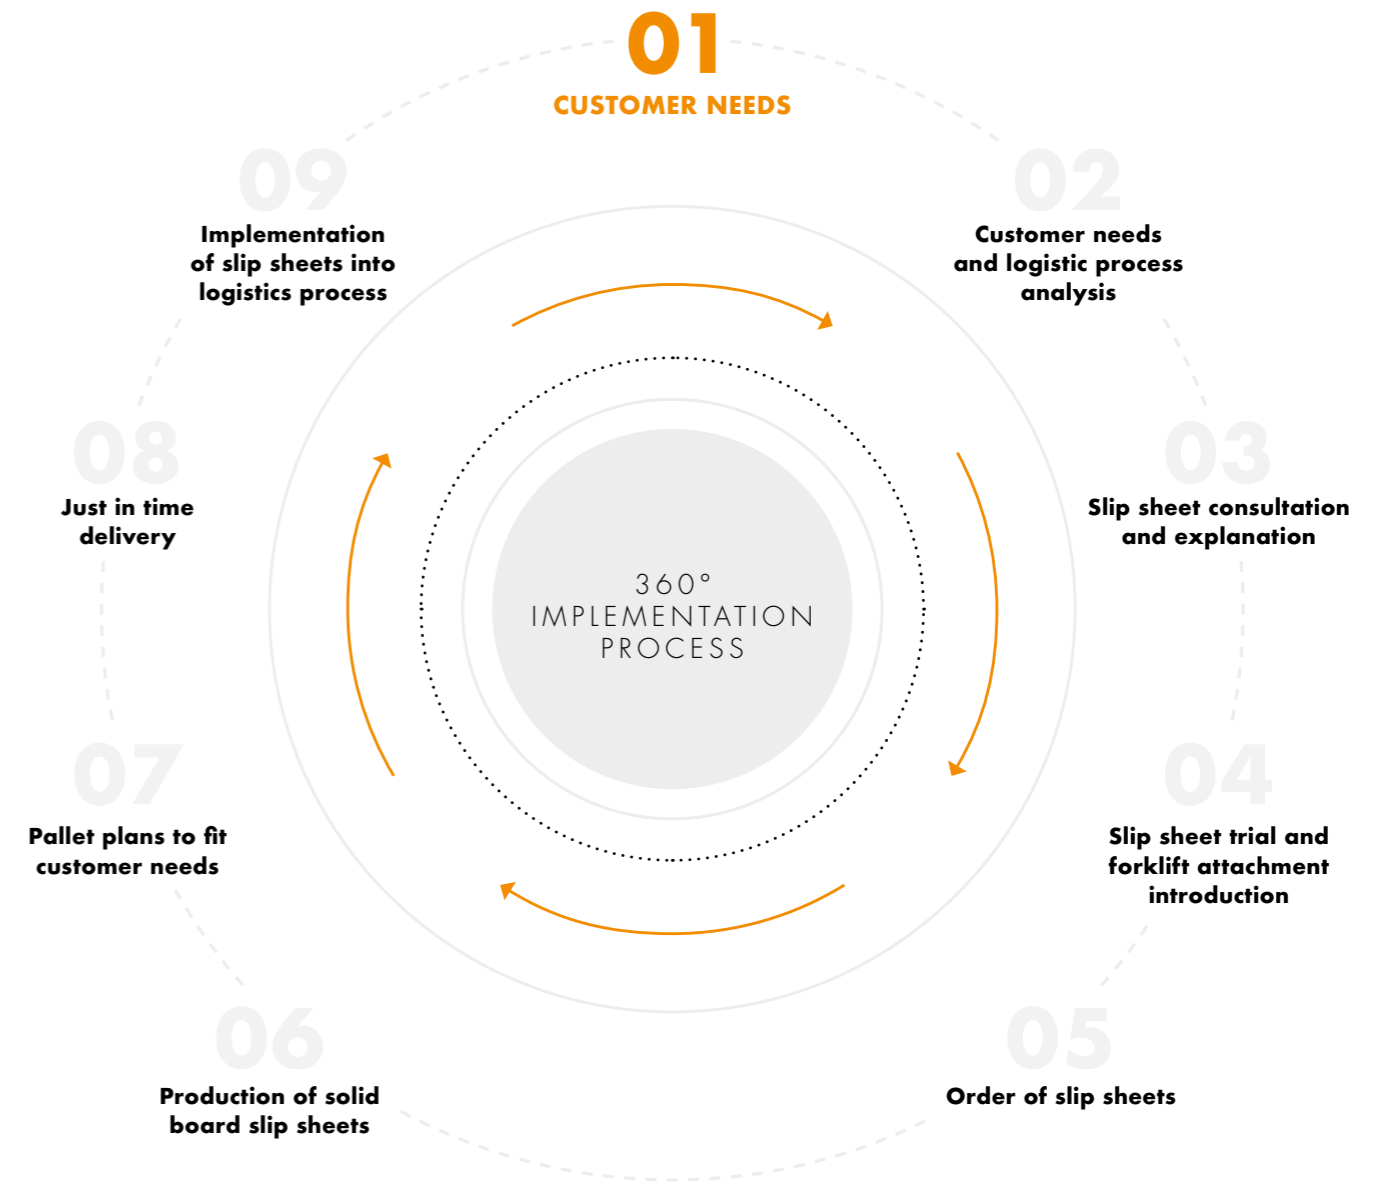 01
CUSTOMER NEEDS
02
Customer needs
and logistic process
analysis
03
Slip sheet consultation
and explanation
04
Slip sheet trial and
forklift attachment
introduction
05
Order of slip sheets
06
Production of solid
board slip sheets
07
Pallet plans to fit
customer needs
08
Just in time
delivery
09
Implementation
of slip sheets into
logistics process
360°
IMPLEMENTATION
PROCESS